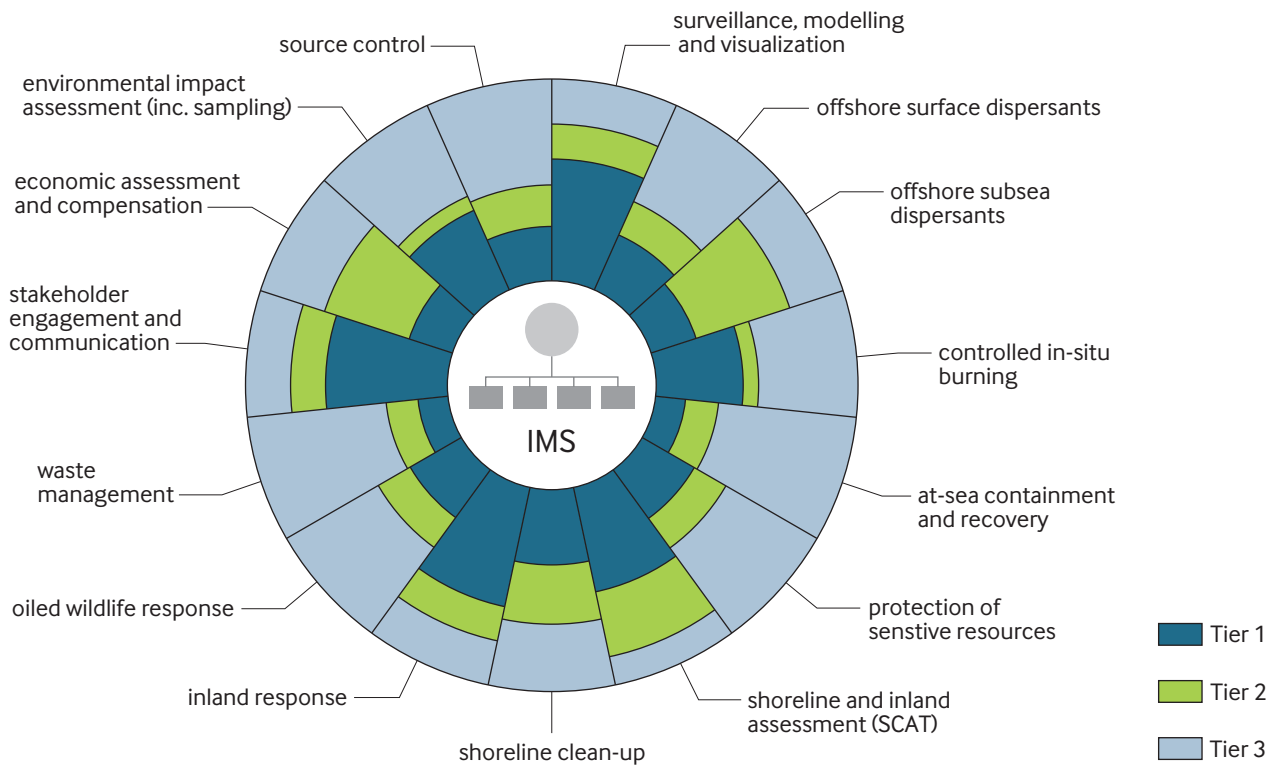 surveillance, modelling
and visualization
offshore surface dispersants
offshore subsea
dispersants
controlled in-situ
burning
at-sea containment
and recovery
protection of
senstive resources
shoreline and inland
assessment (SCAT)
shoreline clean-up
inland response
oiled wildlife response
waste
management
stakeholder
engagement and
communication
economic assessment
and compensation
environmental impact
assessment (inc. sampling)
source control
IMS
Tier 1
Tier 2
Tier 3